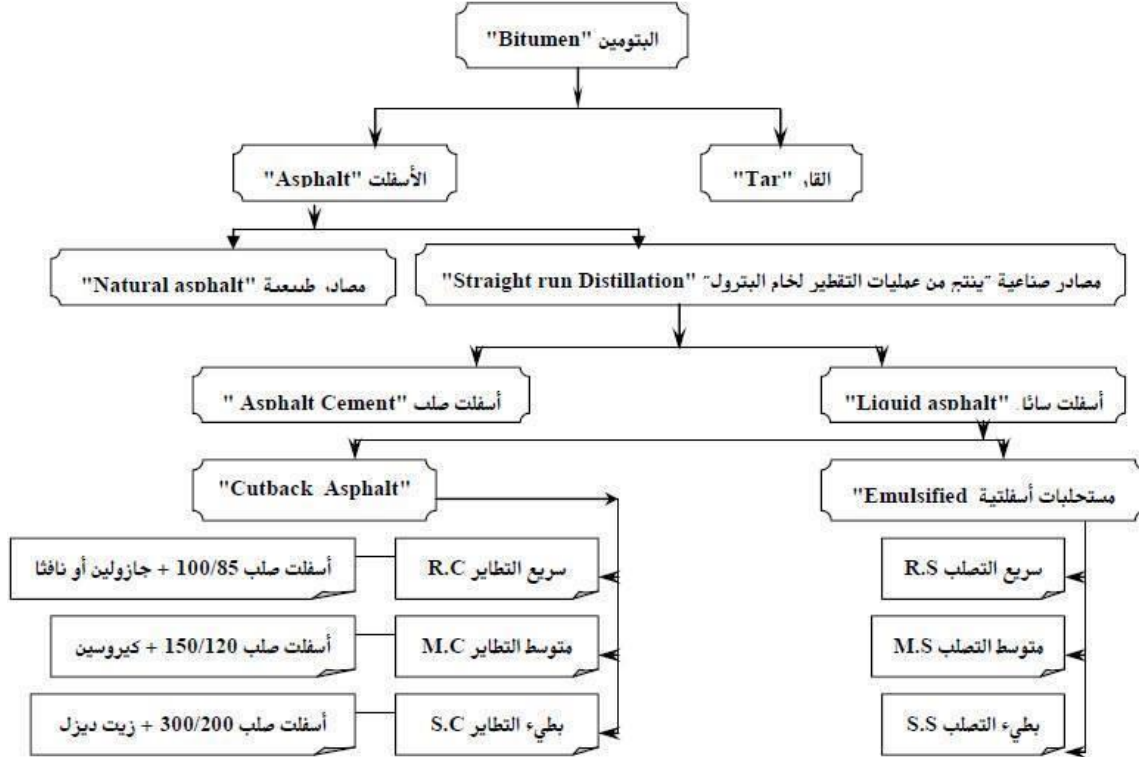 البتومين "Bitumen"
القار "Tar"
الأسفلت "Asphalt"
مصادر صناعية "ينتج من عمليات التقطير لخام البترول" "Straight run Distillation"
مصادر طبيعية "Natural asphalt"
أسفلت سائل "Liquid asphalt"
أسفلت صلب "Asphalt Cement "
مستحلبات أسفلتية Emulsified"
"Cutback Asphalt"
سريع التصلب R.S
سريع التطاير R.C
أسفلت صلب 100/85 + جازولين أو نافثا
متوسط التصلب M.S
متوسط التطاير M.C
أسفلت صلب 150/120 + كيروسين
بطيء التصلب S.S
بطيء التطاير S.C
أسفلت صلب 300/200 + زيت ديزل